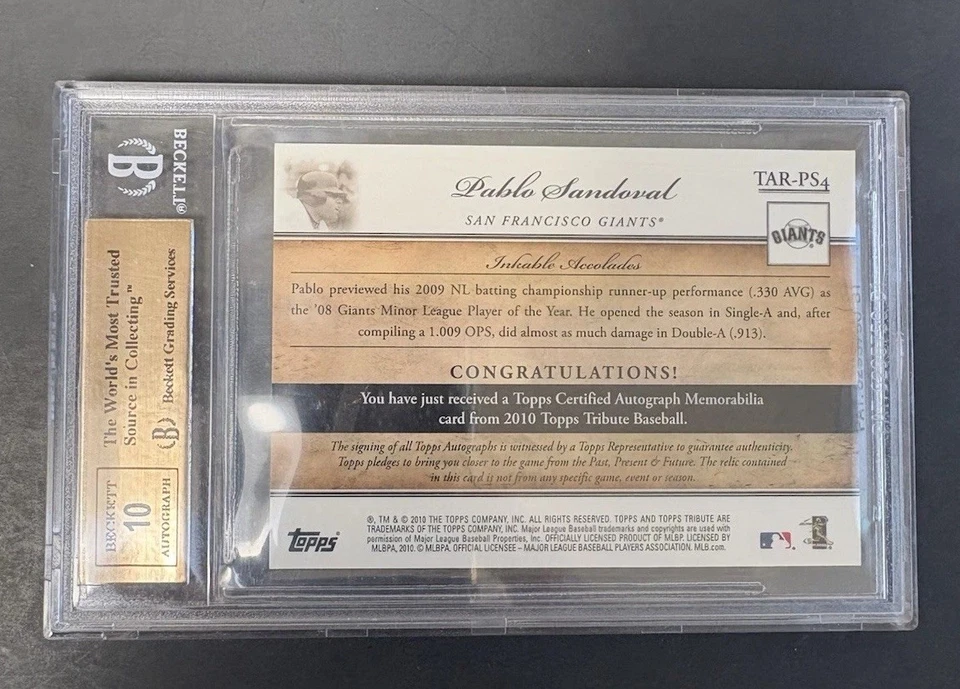 BECKETT®
B
The World's Most Trusted
Source in Collecting™
B Beckett Grading Services
BECKETT
10
AUTOGRAPH
TAR-PS4
Pablo Sandoval
SAN FRANCISCO GIANTS®
GIANTS
Inkable Accolades
Pablo previewed his 2009 NL batting championship runner-up performance (.330 AVG) as
the '08 Giants Minor League Player of the Year. He opened the season in Single-A and, after
compiling a 1.009 OPS, did almost as much damage in Double-A (.913).
CONGRATULATIONS!
You have just received a Topps Certified Autograph Memorabilia
card from 2010 Topps Tribute Baseball.
The signing of all Topps Autographs is witnessed by a Topps Representative to guarantee authenticity.
Topps pledges to bring you closer to the game from the Past, Present & Future. The relic contained
in this card is not from any specific game, event or season.
Topps
®, TM & © 2010 THE TOPPS COMPANY, INC. ALL RIGHTS RESERVED. TOPPS AND TOPPS TRIBUTE ARE
TRADEMARKS OF THE TOPPS COMPANY, INC. Major League Baseball trademarks and copyrights are used with
permission of Major League Baseball Properties, Inc. OFFICIALLY LICENSED PRODUCT OF MLBP. LICENSED BY
MLBPA, 2010. © MLBPA. OFFICIAL LICENSEE – MAJOR LEAGUE BASEBALL PLAYERS ASSOCIATION. MLB.com.